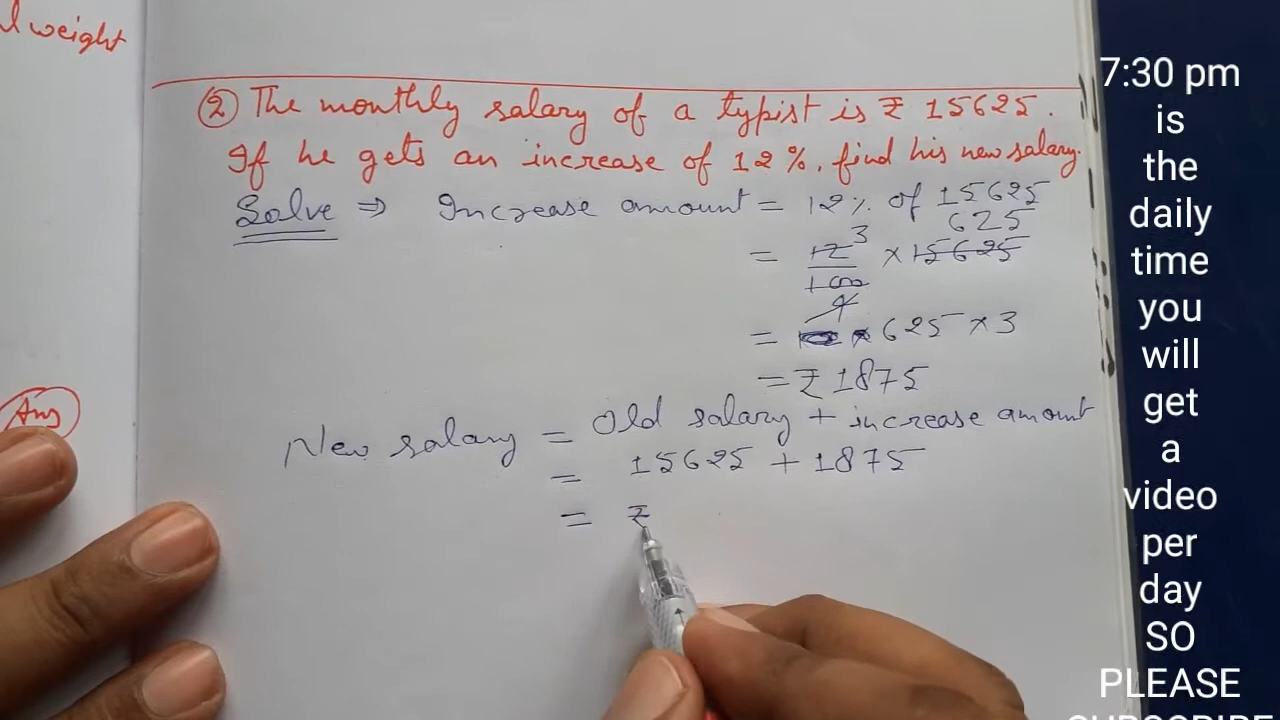 l weight
② The monthly salary of a typist is ₹ 15625.
If he gets an increase of 12%, find his new salary.
Solve ⇒ Increase amount = 12% of 15625
625
= 12 3 × 15625
100
4
= 625 × 3
= ₹ 1875
New salary = Old salary + increase amount
= 15625 + 1875
= ₹
Ans
7:30 pm
is
the
daily
time
you
will
get
a
video
per
day
SO
PLEASE
SUBSCRIBE